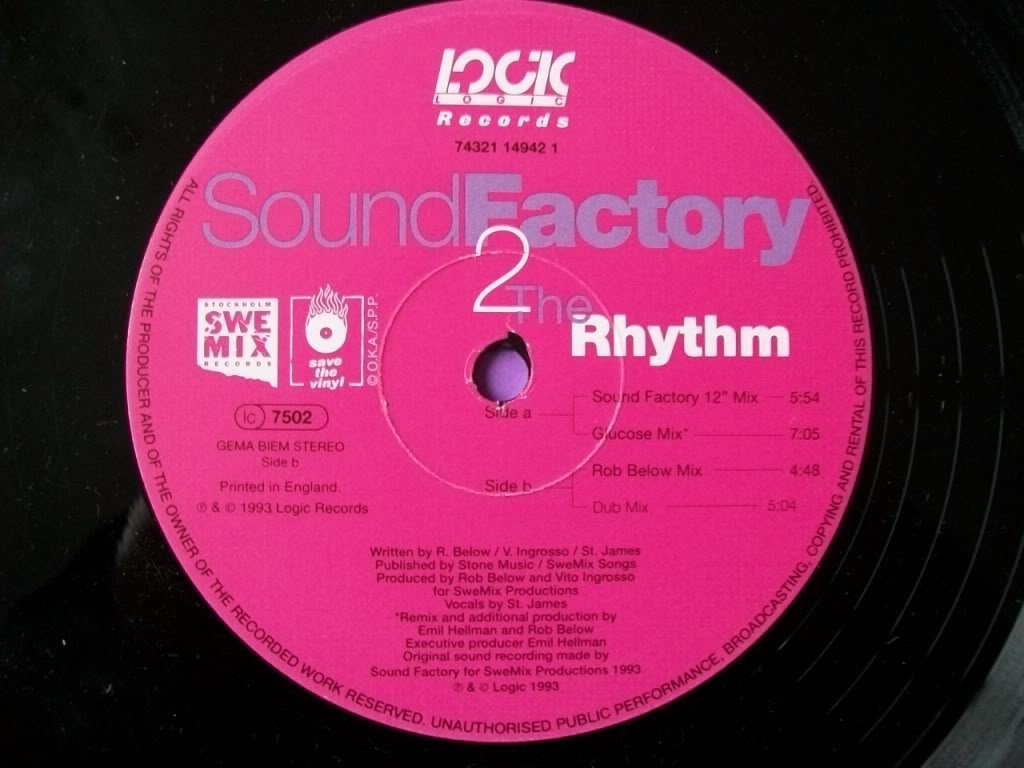 LOGIC
LOGIC
Records
74321 14942 1
SoundFactory
2 The
Rhythm
STOCKHOLM
SWE
MIX
RECORDS
save
the
vinyl
© O.K.A./S.P.P.
lc 7502
GEMA BIEM STEREO
Side b
Printed in England.
℗ & © 1993 Logic Records
Side a
Sound Factory 12" Mix 5:54
Glucose Mix* 7:05
Side b
Rob Below Mix 4:48
Dub Mix 5:04
Written by R. Below / V. Ingrosso / St. James
Published by Stone Music / SweMix Songs
Produced by Rob Below and Vito Ingrosso
for SweMix Productions
Vocals by St. James
*Remix and additional production by
Emil Hellman and Rob Below
Executive producer Emil Hellman
Original sound recording made by
Sound Factory for SweMix Productions 1993
℗ & © Logic 1993
ALL RIGHTS OF THE PRODUCER AND OF THE OWNER OF THE RECORDED WORK RESERVED. UNAUTHORISED PUBLIC PERFORMANCE, BROADCASTING, COPYING AND RENTAL OF THIS RECORD PROHIBITED.